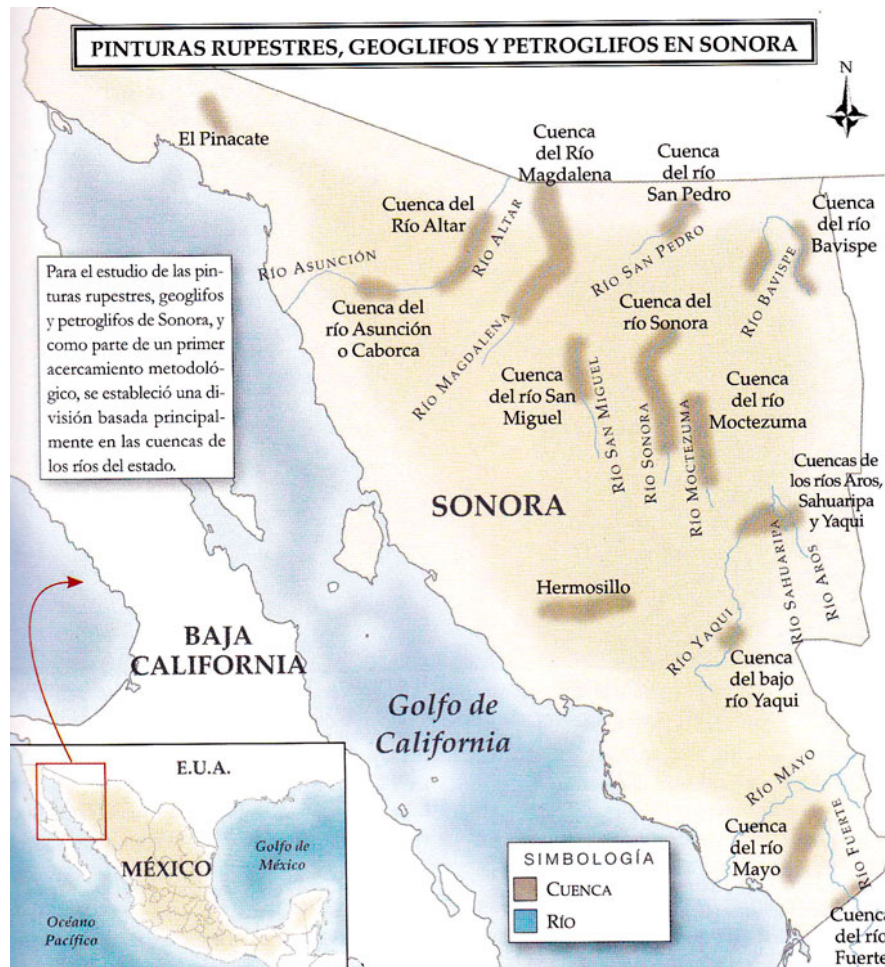 PINTURAS RUPESTRES, GEOGLIFOS Y PETROGLIFOS EN SONORA
N
El Pinacate
Cuenca
del Río
Magdalena
Cuenca
del río
San Pedro
Cuenca del
Río Altar
Cuenca
del río
Bavispe
RÍO ALTAR
RÍO ASUNCIÓN
RÍO SAN PEDRO
RÍO BAVISPE
Para el estudio de las pin-
turas rupestres, geoglifos
y petroglifos de Sonora, y
como parte de un primer
acercamiento metodoló-
gico, se estableció una di-
visión basada principal-
mente en las cuencas de
los ríos del estado.
Cuenca del
río Asunción
o Caborca
Cuenca del
río Sonora
RÍO MAGDALENA
Cuenca
del río San
Miguel
RÍO SAN MIGUEL
RÍO SONORA
RÍO MOCTEZUMA
Cuenca
del río
Moctezuma
Cuencas de
los ríos Aros,
Sahuaripa
y Yaqui
SONORA
RÍO SAHUARIPA
RÍO AROS
Hermosillo
BAJA
CALIFORNIA
RÍO YAQUI
Cuenca
del bajo
río Yaqui
Golfo de
California
E.U.A.
MÉXICO
Golfo de
México
Océano
Pacífico
RÍO MAYO
Cuenca
del río
Mayo
RÍO FUERTE
Cuenca
del río
Fuerte
SIMBOLOGÍA
CUENCA
RÍO